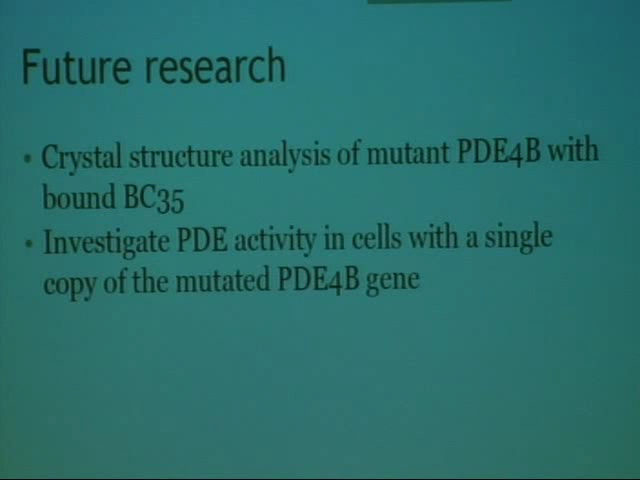 Future research
• Crystal structure analysis of mutant PDE4B with
bound BC35
• Investigate PDE activity in cells with a single
copy of the mutated PDE4B gene